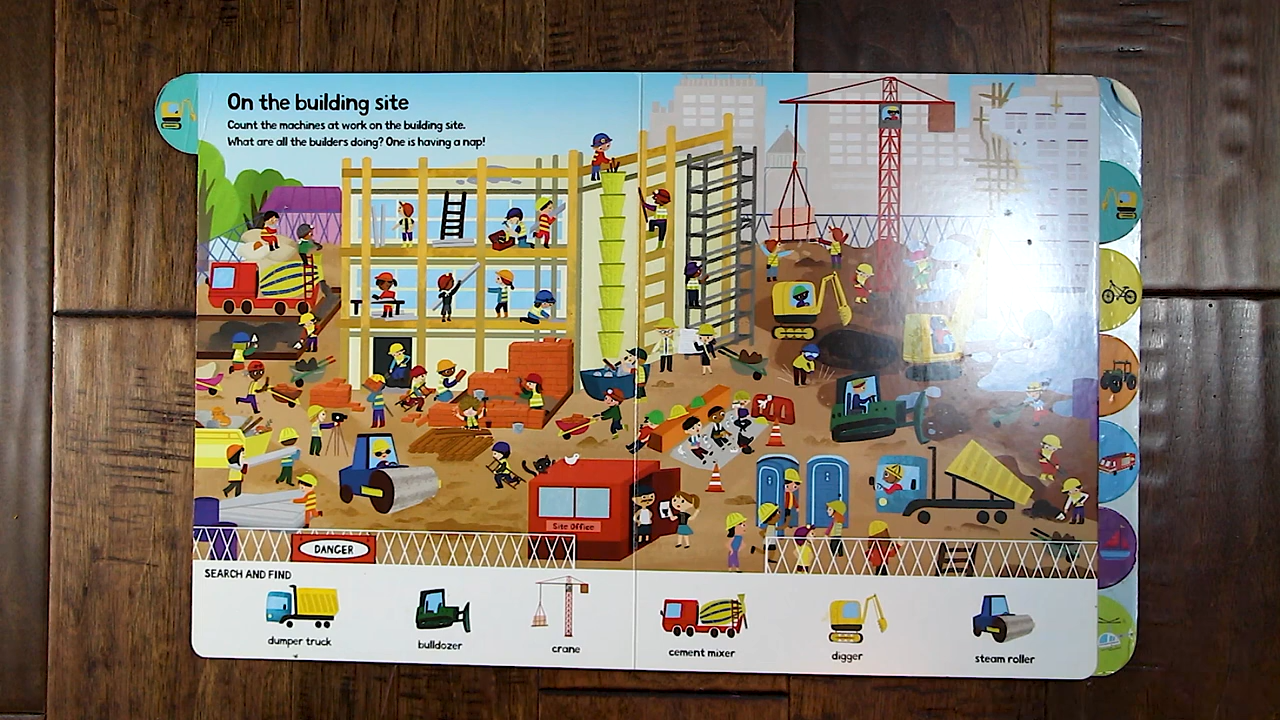 On the building site
Count the machines at work on the building site.
What are all the builders doing? One is having a nap!
Site Office
DANGER
SEARCH AND FIND
dumper truck
bulldozer
crane
cement mixer
digger
steam roller